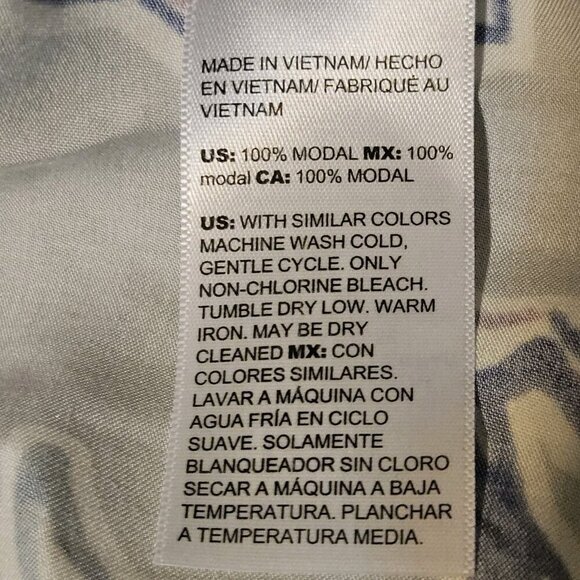 MADE IN VIETNAM/ HECHO
EN VIETNAM/ FABRIQUÉ AU
VIETNAM
US: 100% MODAL MX: 100%
modal CA: 100% MODAL
US: WITH SIMILAR COLORS
MACHINE WASH COLD,
GENTLE CYCLE. ONLY
NON-CHLORINE BLEACH.
TUMBLE DRY LOW. WARM
IRON. MAY BE DRY
CLEANED MX: CON
COLORES SIMILARES.
LAVAR A MÁQUINA CON
AGUA FRÍA EN CICLO
SUAVE. SOLAMENTE
BLANQUEADOR SIN CLORO
SECAR A MÁQUINA A BAJA
TEMPERATURA. PLANCHAR
A TEMPERATURA MEDIA.